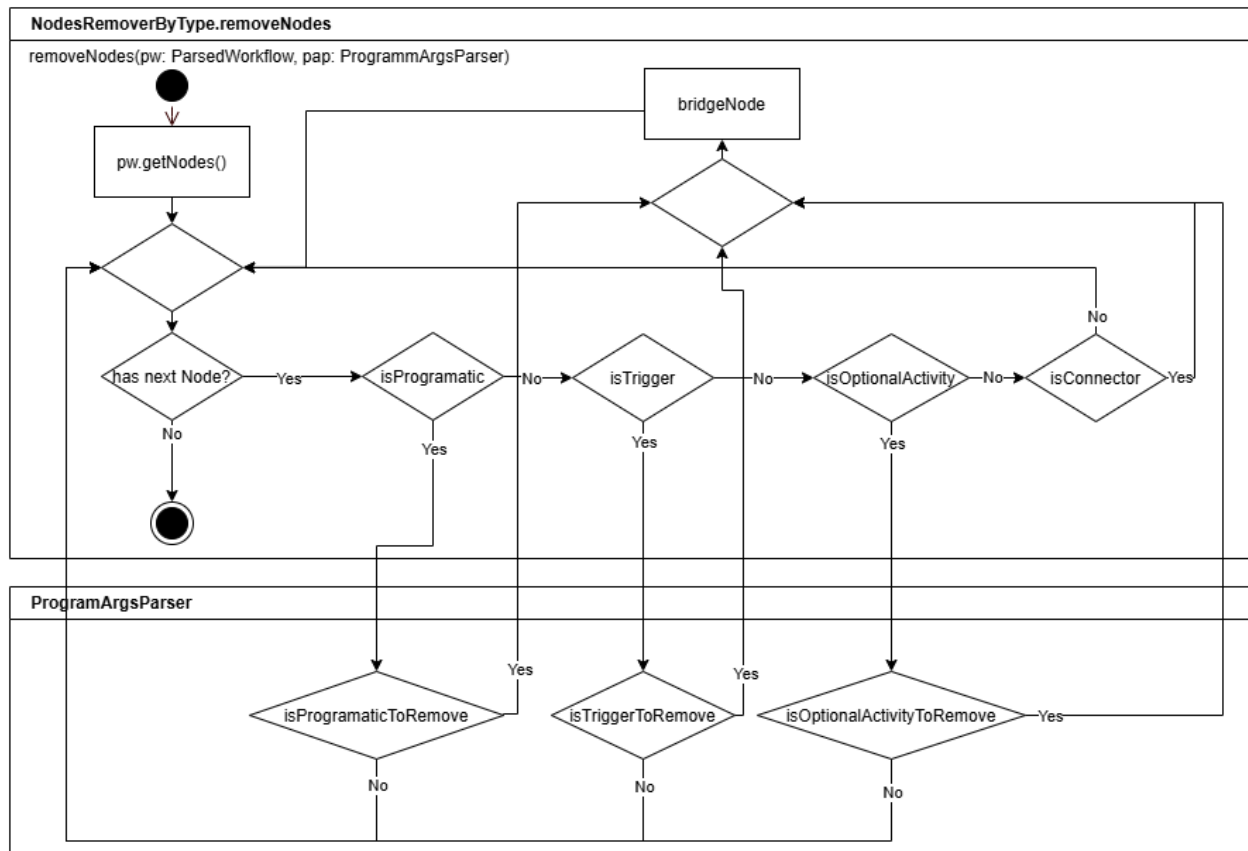 NodesRemoverByType.removeNodes
removeNodes(pw: ParsedWorkflow, pap: ProgrammArgsParser)
bridgeNode
pw.getNodes()
No
has next Node?
Yes
isProgramatic
No
isTrigger
No
isOptionalActivity
No
isConnector
Yes
No
Yes
Yes
Yes
ProgramArgsParser
Yes
Yes
isProgramaticToRemove
isTriggerToRemove
isOptionalActivityToRemove
Yes
No
No
No